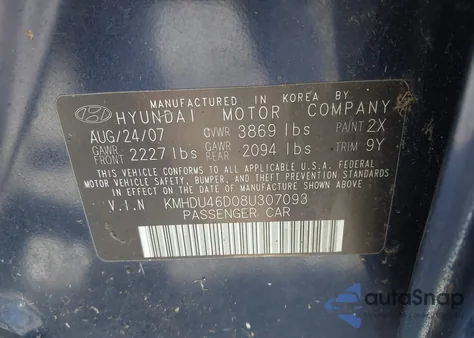 MANUFACTURED IN KOREA BY
HYUNDAI MOTOR COMPANY
AUG/24/07 GVWR 3869 lbs PAINT 2X
GAWR FRONT 2227 lbs GAWR REAR 2094 lbs TRIM 9Y
THIS VEHICLE CONFORMS TO ALL APPLICABLE U.S.A. FEDERAL
MOTOR VEHICLE SAFETY, BUMPER, AND THEFT PREVENTION STANDARDS
IN EFFECT ON THE DATE OF MANUFACTURE SHOWN ABOVE.
V.I.N KMHDU46D08U307093
PASSENGER CAR
autaSnap